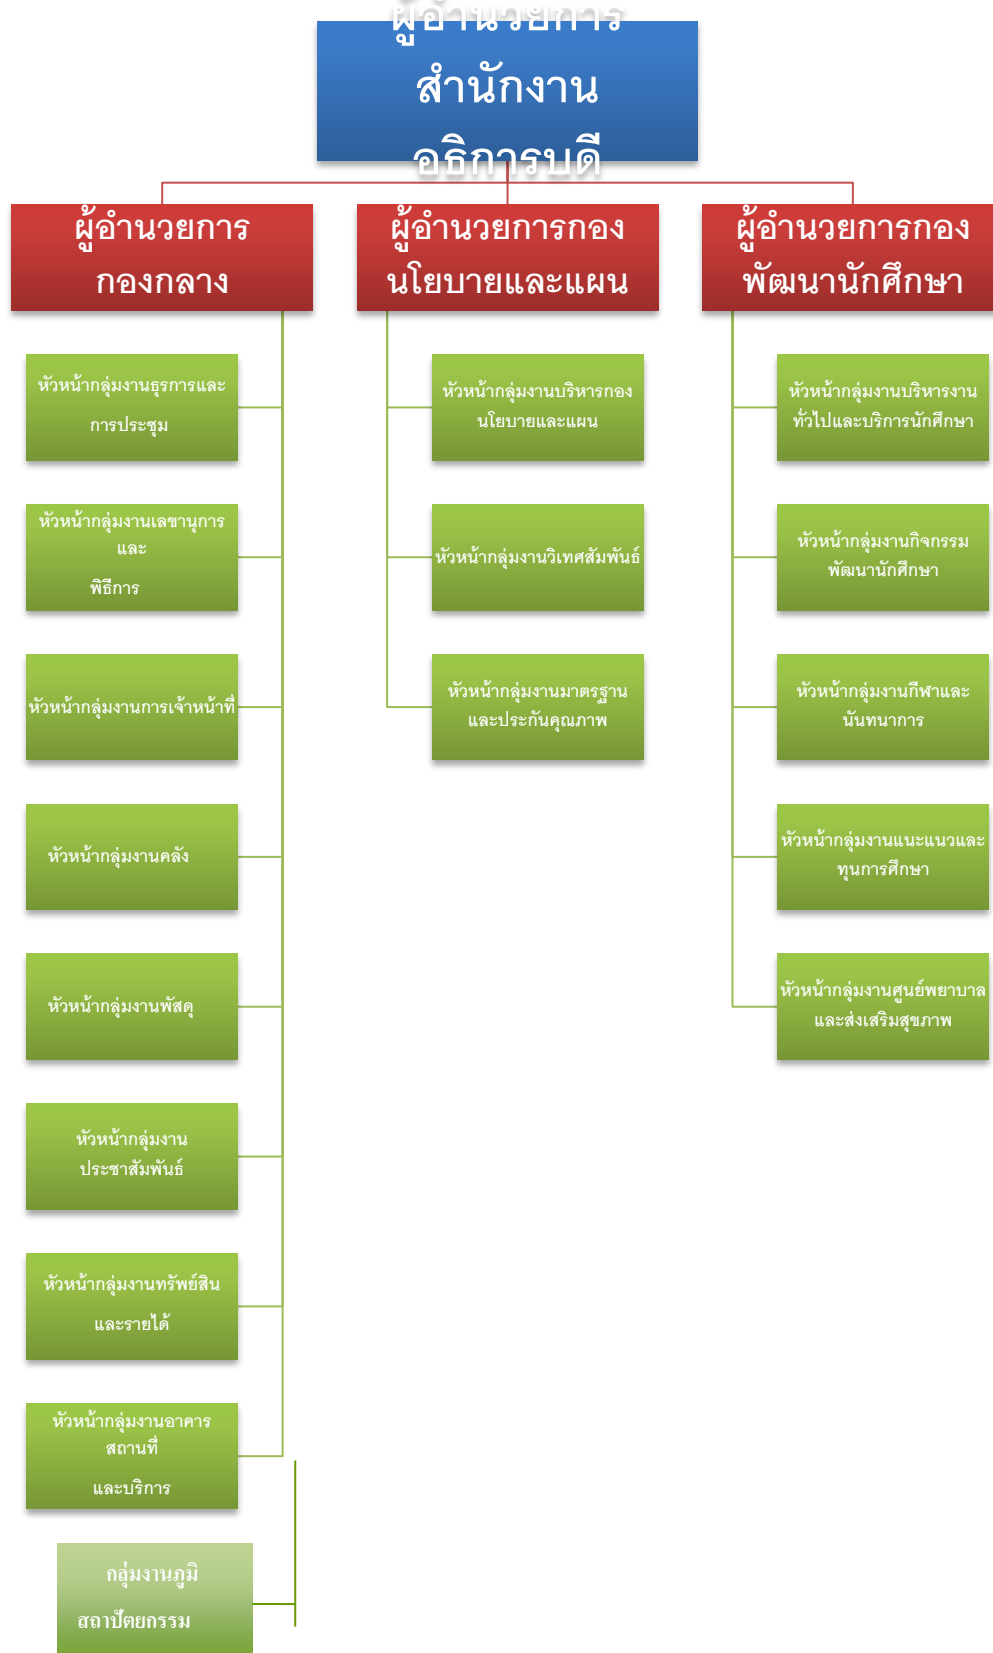 ผู้อำนวยการ
สำนักงาน
อธิการบดี
ผู้อำนวยการ
กองกลาง
หัวหน้ากลุ่มงานธุรการและ
การประชุม
หัวหน้ากลุ่มงานเลขานุการ
และ
พิธีการ
หัวหน้ากลุ่มงานการเจ้าหน้าที่
หัวหน้ากลุ่มงานคลัง
หัวหน้ากลุ่มงานพัสดุ
หัวหน้ากลุ่มงาน
ประชาสัมพันธ์
หัวหน้ากลุ่มงานทรัพย์สิน
และรายได้
หัวหน้ากลุ่มงานอาคาร
สถานที่
และบริการ
กลุ่มงานภูมิ
สถาปัตยกรรม
ผู้อำนวยการกอง
นโยบายและแผน
หัวหน้ากลุ่มงานบริหารกอง
นโยบายและแผน
หัวหน้ากลุ่มงานวิเทศสัมพันธ์
หัวหน้ากลุ่มงานมาตรฐาน
และประกันคุณภาพ
ผู้อำนวยการกอง
พัฒนานักศึกษา
หัวหน้ากลุ่มงานบริหารงาน
ทั่วไปและบริการนักศึกษา
หัวหน้ากลุ่มงานกิจกรรม
พัฒนานักศึกษา
หัวหน้ากลุ่มงานกีฬาและ
นันทนาการ
หัวหน้ากลุ่มงานแนะแนวและ
ทุนการศึกษา
หัวหน้ากลุ่มงานศูนย์พยาบาล
และส่งเสริมสุขภาพ